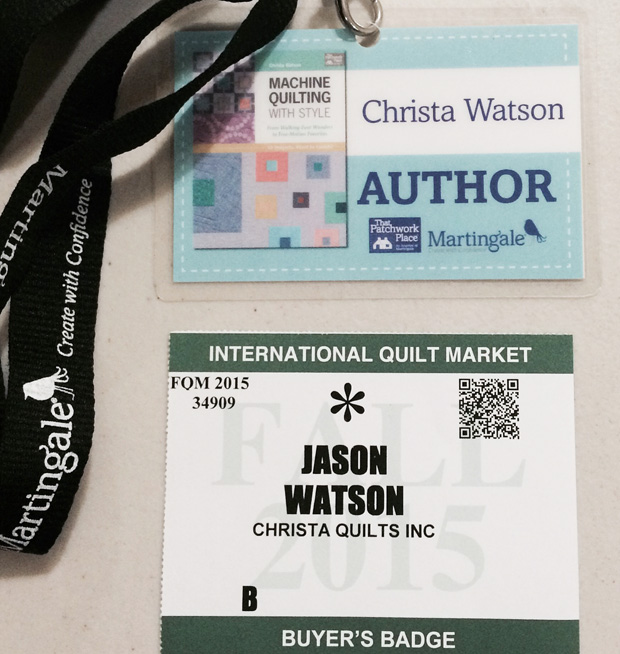 MACHINE
QUILTING
WITH STYLE
Christa Watson
AUTHOR
That
Patchwork
Place
Martingale
Martingale
Create with Confidence
Martingale
INTERNATIONAL QUILT MARKET
FQM 2015
34909
*
FALL
2015
JASON
WATSON
CHRISTA QUILTS INC
B
BUYER'S BADGE